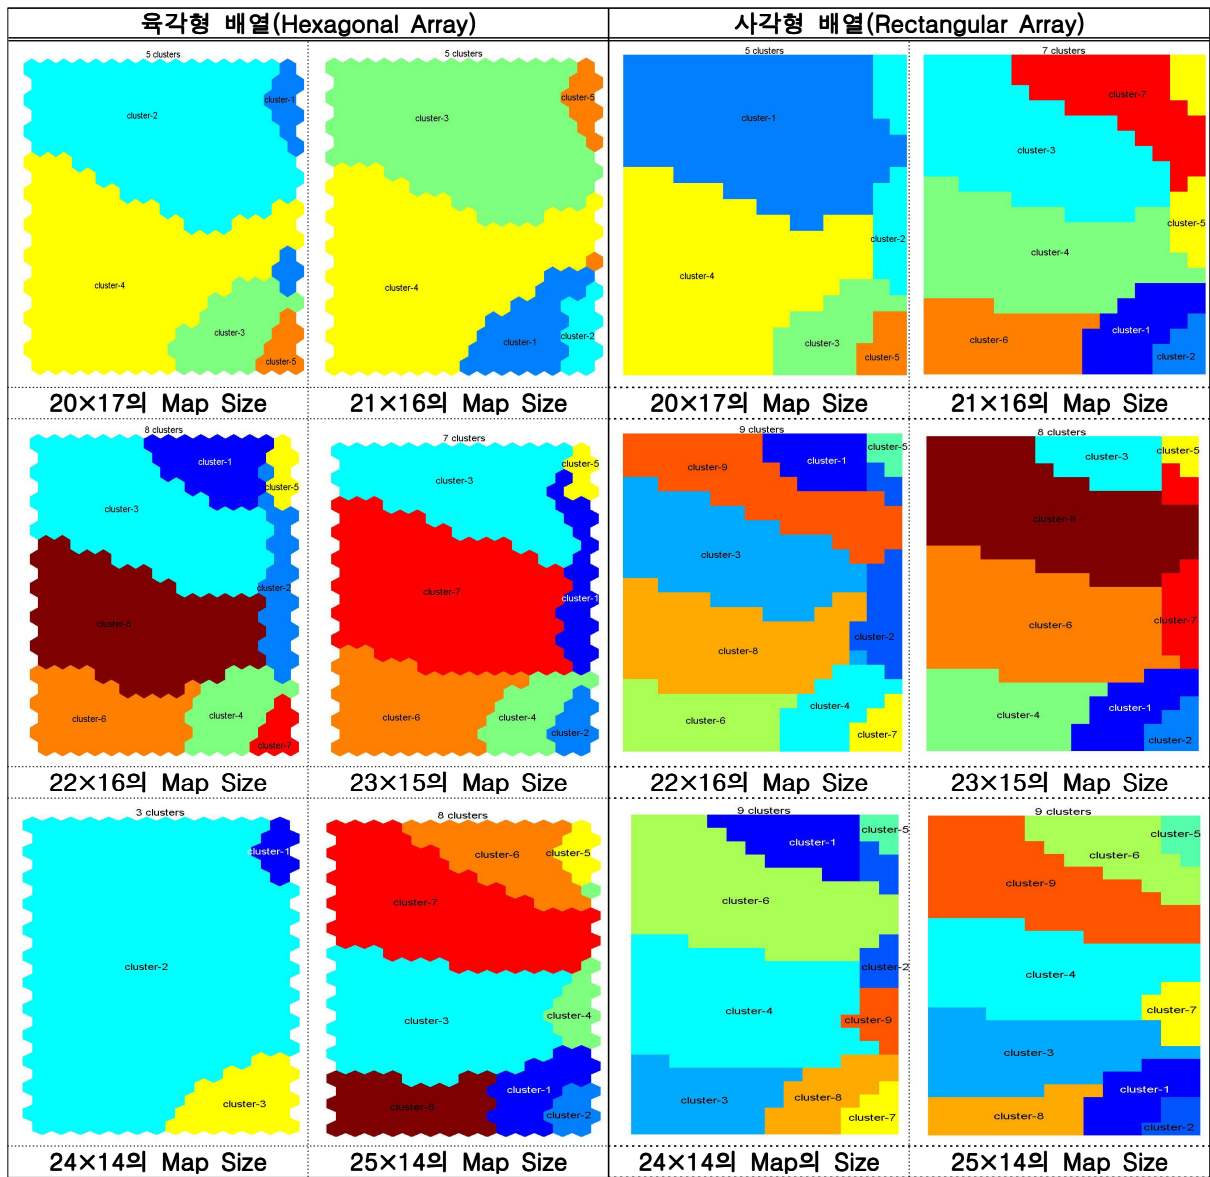 육각형 배열(Hexagonal Array)
사각형 배열(Rectangular Array)
5 clusters
cluster-1
cluster-2
cluster-4
cluster-3
cluster-5
5 clusters
cluster-5
cluster-3
cluster-4
cluster-2
cluster-1
5 clusters
cluster-1
cluster-2
cluster-4
cluster-3
cluster-5
7 clusters
cluster-7
cluster-3
cluster-5
cluster-4
cluster-1
cluster-6
cluster-2
20×17의 Map Size
21×16의 Map Size
20×17의 Map Size
21×16의 Map Size
8 clusters
cluster-1
cluster-5
cluster-3
cluster-2
cluster-8
cluster-4
cluster-6
cluster-7
7 clusters
cluster-5
cluster-3
cluster-7
cluster-1
cluster-6
cluster-4
cluster-2
9 clusters
cluster-5
cluster-1
cluster-9
cluster-3
cluster-2
cluster-8
cluster-4
cluster-6
cluster-7
8 clusters
cluster-5
cluster-3
cluster-8
cluster-7
cluster-6
cluster-1
cluster-4
cluster-2
22×16의 Map Size
23×15의 Map Size
22×16의 Map Size
23×15의 Map Size
3 clusters
cluster-1
cluster-2
cluster-3
8 clusters
cluster-6
cluster-5
cluster-7
cluster-4
cluster-3
cluster-1
cluster-8
cluster-2
9 clusters
cluster-5
cluster-1
cluster-6
cluster-2
cluster-4
cluster-9
cluster-8
cluster-3
cluster-7
9 clusters
cluster-5
cluster-6
cluster-9
cluster-4
cluster-7
cluster-3
cluster-1
cluster-8
cluster-2
24×14의 Map Size
25×14의 Map Size
24×14의 Map의 Size
25×14의 Map Size